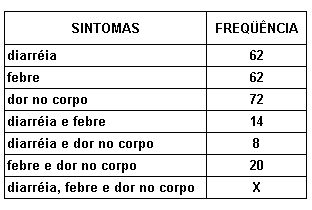 SINTOMAS FREQÜÊNCIA
diarréia 62
febre 62
dor no corpo 72
diarréia e febre 14
diarréia e dor no corpo 8
febre e dor no corpo 20
diarréia, febre e dor no corpo X